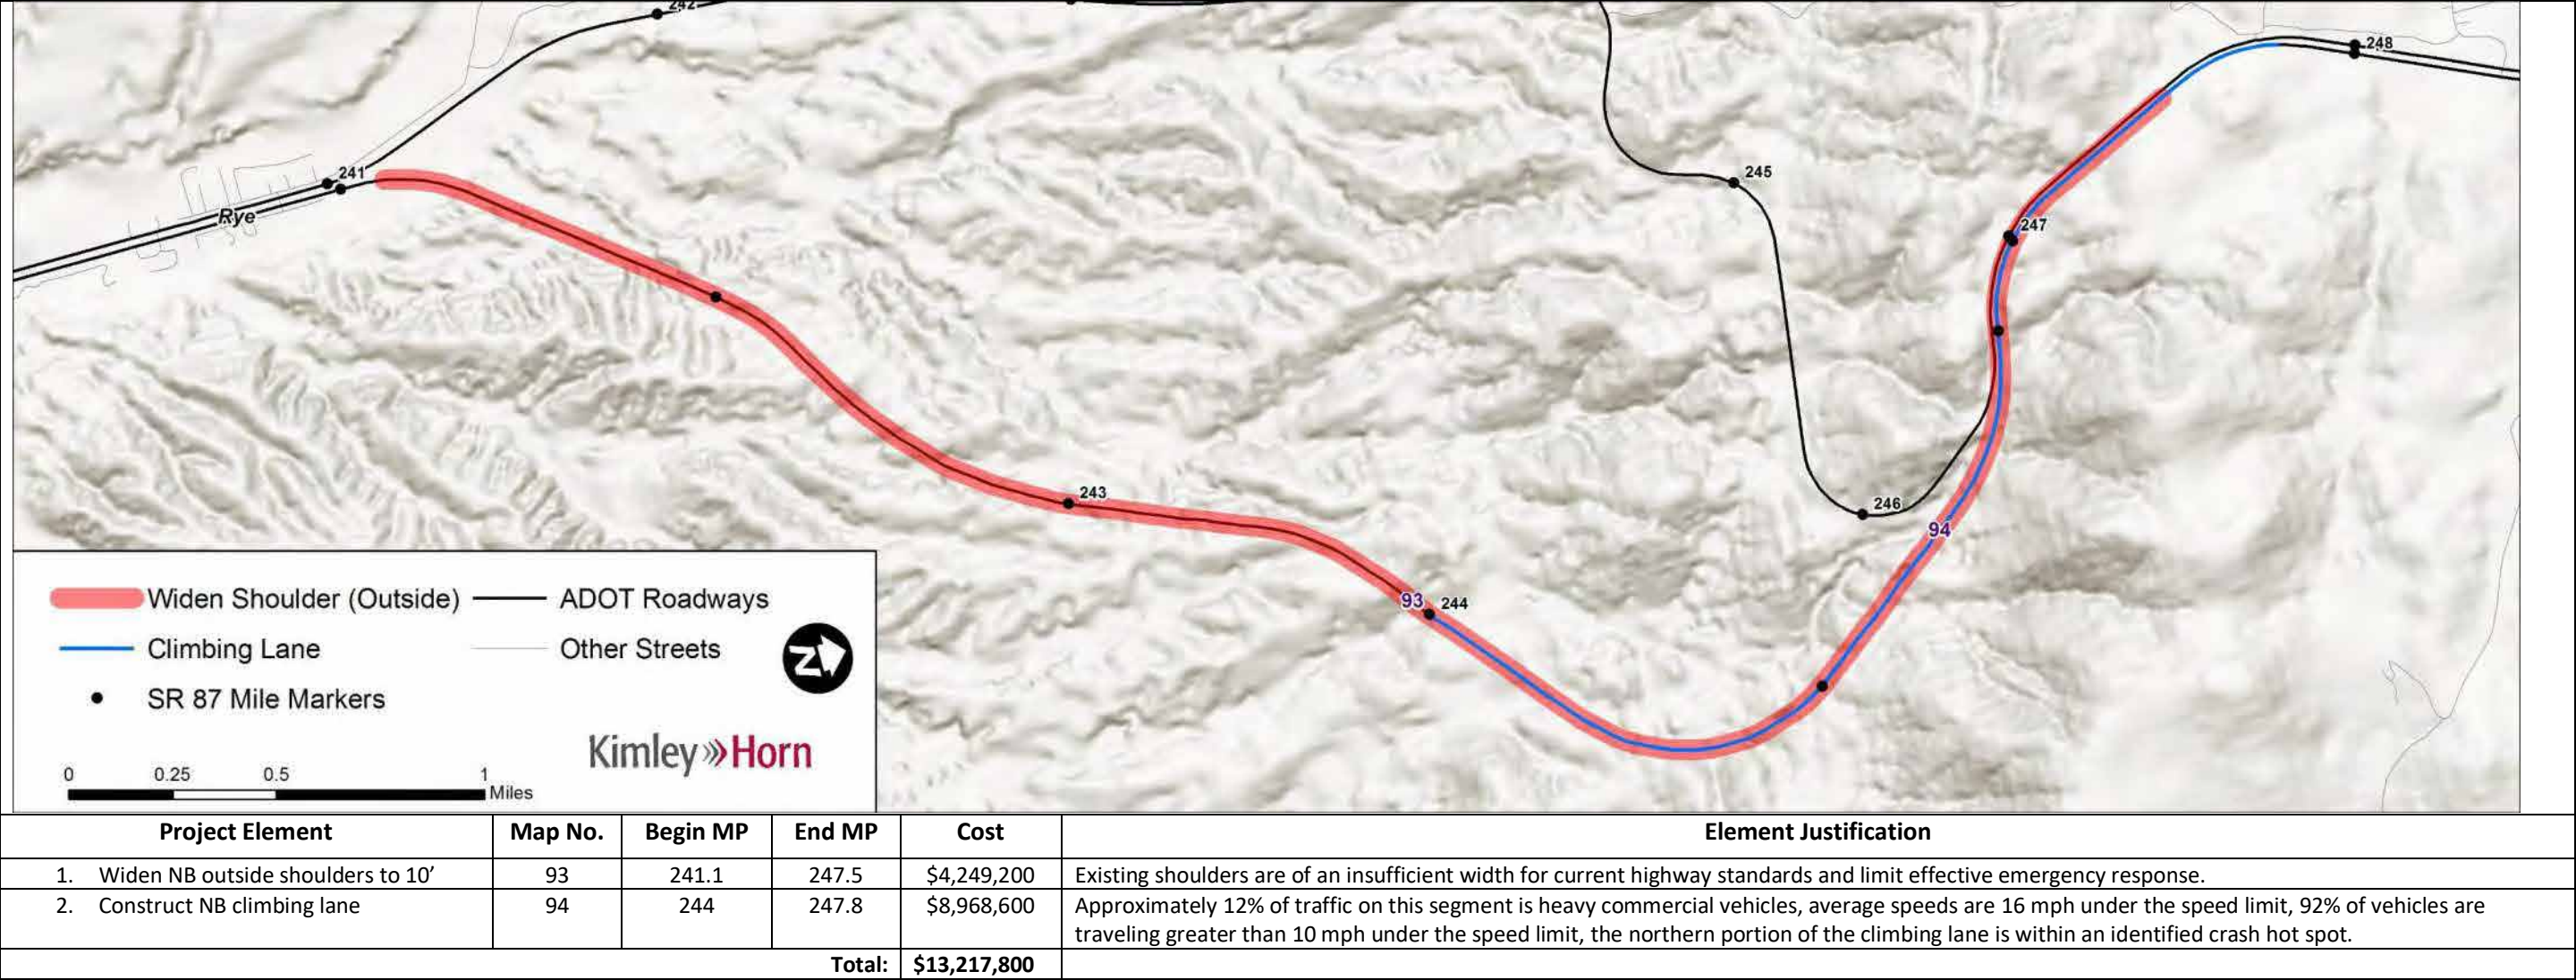 242
248
245
241
Rye
247
243
246
94
93 244
Widen Shoulder (Outside) ADOT Roadways
Climbing Lane Other Streets
SR 87 Mile Markers
Z
Kimley»Horn
0 0.25 0.5 1
Miles
Project Element Map No. Begin MP End MP Cost Element Justification
1. Widen NB outside shoulders to 10’ 93 241.1 247.5 $4,249,200 Existing shoulders are of an insufficient width for current highway standards and limit effective emergency response.
2. Construct NB climbing lane 94 244 247.8 $8,968,600 Approximately 12% of traffic on this segment is heavy commercial vehicles, average speeds are 16 mph under the speed limit, 92% of vehicles are
traveling greater than 10 mph under the speed limit, the northern portion of the climbing lane is within an identified crash hot spot.
Total: $13,217,800